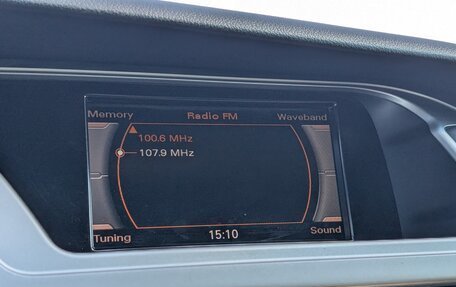 Memory Radio FM Waveband
100.6 MHz
107.9 MHz
Tuning 15:10 Sound